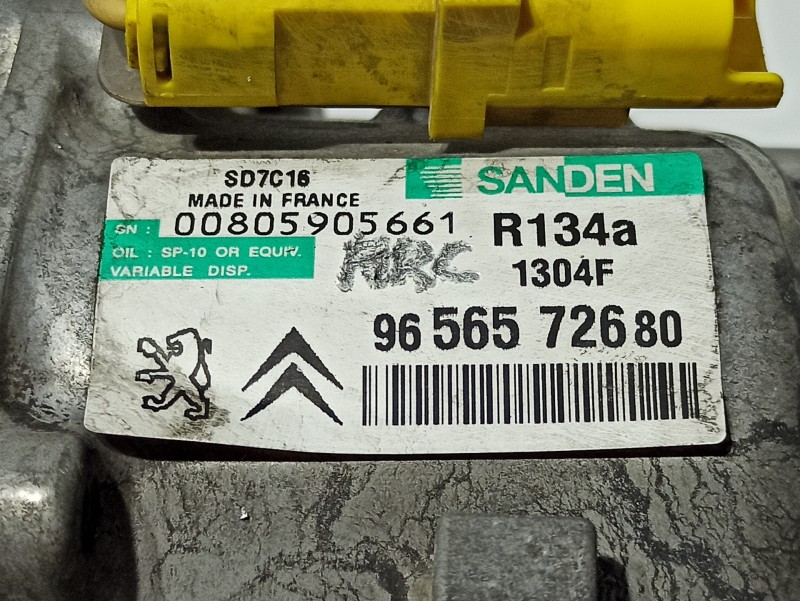 SD7C16
SANDEN
MADE IN FRANCE
SN : 00805905661
R134a
OIL : SP-10 OR EQUIV.
VARIABLE DISP.
1304F
96 565 726 80